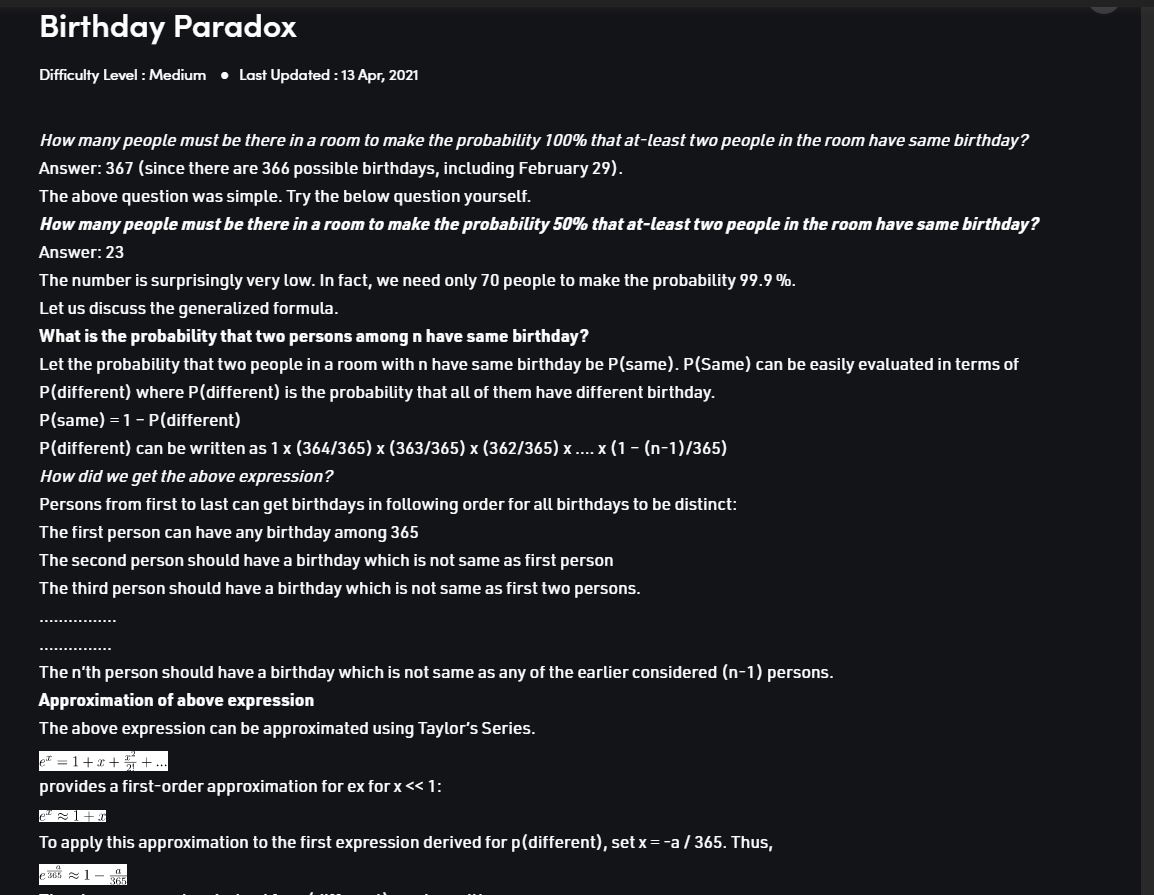 Birthday Paradox
Difficulty Level : Medium ● Last Updated : 13 Apr, 2021
How many people must be there in a room to make the probability 100% that at-least two people in the room have same birthday?
Answer: 367 (since there are 366 possible birthdays, including February 29).
The above question was simple. Try the below question yourself.
How many people must be there in a room to make the probability 50% that at-least two people in the room have same birthday?
Answer: 23
The number is surprisingly very low. In fact, we need only 70 people to make the probability 99.9 %.
Let us discuss the generalized formula.
What is the probability that two persons among n have same birthday?
Let the probability that two people in a room with n have same birthday be P(same). P(Same) can be easily evaluated in terms of
P(different) where P(different) is the probability that all of them have different birthday.
P(same) = 1 – P(different)
P(different) can be written as 1 x (364/365) x (363/365) x (362/365) x .... x (1 – (n-1)/365)
How did we get the above expression?
Persons from first to last can get birthdays in following order for all birthdays to be distinct:
The first person can have any birthday among 365
The second person should have a birthday which is not same as first person
The third person should have a birthday which is not same as first two persons.
................
...............
The n'th person should have a birthday which is not same as any of the earlier considered (n-1) persons.
Approximation of above expression
The above expression can be approximated using Taylor's Series.
e^x = 1 + x + x^2/2! + ...
provides a first-order approximation for ex for x << 1:
e^x ≈ 1 + x
To apply this approximation to the first expression derived for p(different), set x = -a / 365. Thus,
e^(a/365) ≈ 1 − a/365